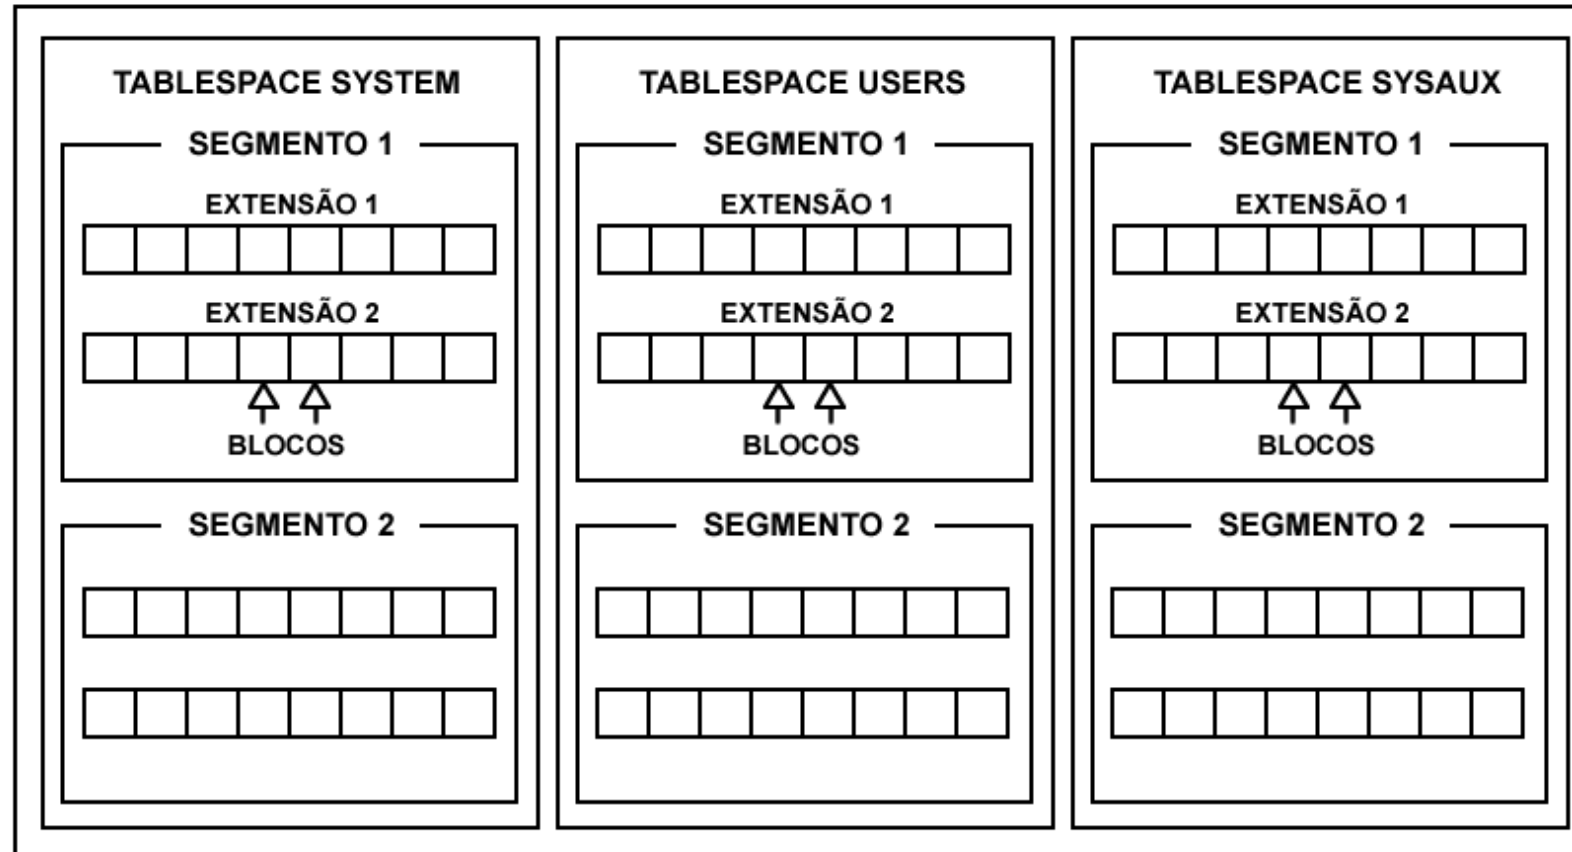 TABLESPACE SYSTEM
SEGMENTO 1
EXTENSÃO 1
EXTENSÃO 2
BLOCOS
SEGMENTO 2
TABLESPACE USERS
SEGMENTO 1
EXTENSÃO 1
EXTENSÃO 2
BLOCOS
SEGMENTO 2
TABLESPACE SYSAUX
SEGMENTO 1
EXTENSÃO 1
EXTENSÃO 2
BLOCOS
SEGMENTO 2